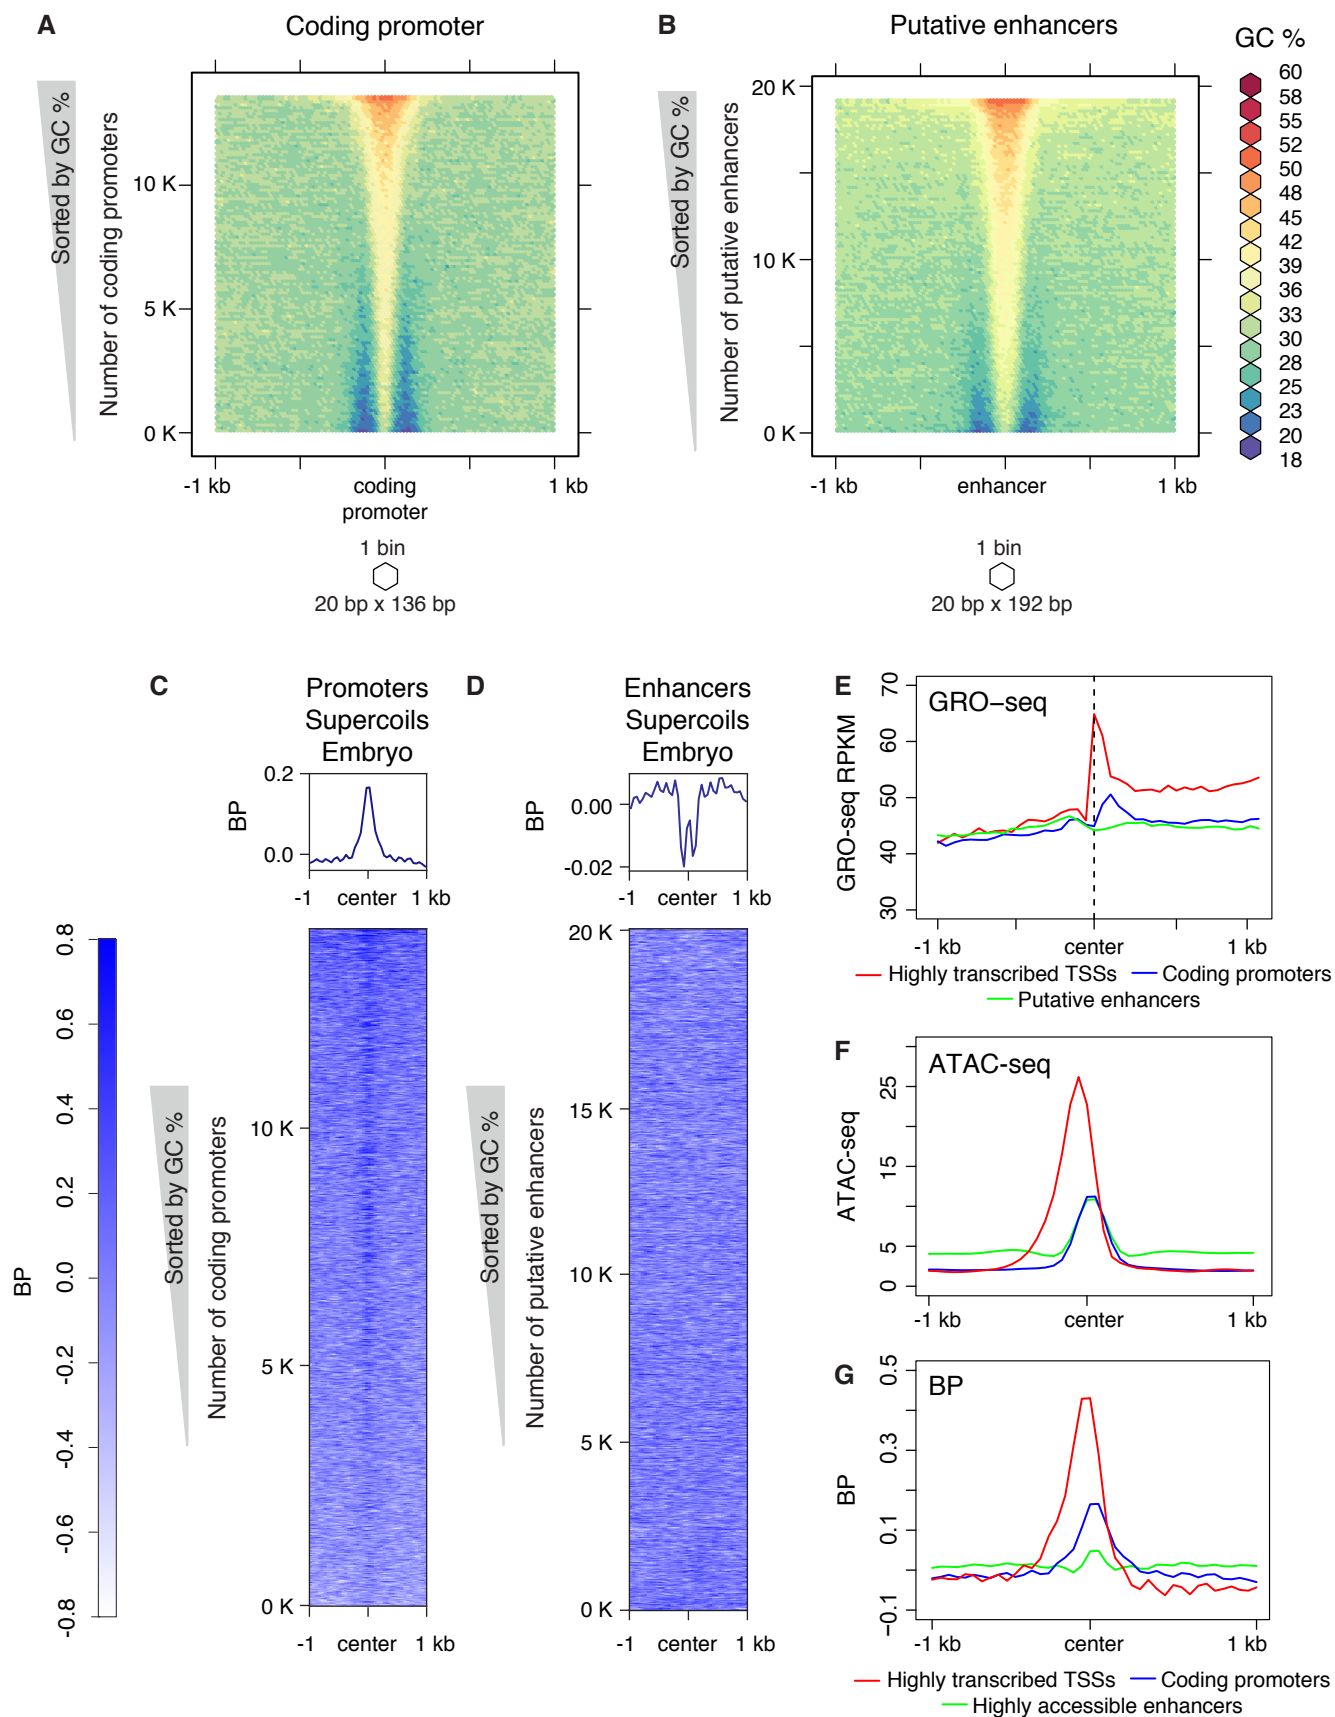 A
Coding promoter
Sorted by GC %
Number of coding promoters
10 K
5 K
0 K
-1 kb
coding
promoter
1 kb
1 bin
20 bp x 136 bp
B
Putative enhancers
Sorted by GC %
Number of putative enhancers
20 K
10 K
0 K
-1 kb
enhancer
1 kb
1 bin
20 bp x 192 bp
GC %
60
58
55
52
50
48
45
42
39
36
33
30
28
25
23
20
18
C
Promoters
Supercoils
Embryo
BP
0.2
0.0
-1
center
1 kb
BP
0.8
0.6
0.4
0.2
0.0
-0.2
-0.4
-0.6
-0.8
Sorted by GC %
Number of coding promoters
10 K
5 K
0 K
-1
center
1 kb
D
Enhancers
Supercoils
Embryo
BP
0.00
-0.02
-1
center
1 kb
Sorted by GC %
Number of putative enhancers
20 K
15 K
10 K
5 K
0 K
-1
center
1 kb
E
GRO–seq
GRO-seq RPKM
70
60
50
40
30
-1 kb
center
1 kb
Highly transcribed TSSs
Coding promoters
Putative enhancers
F
ATAC-seq
ATAC-seq
25
15
5
0
-1 kb
center
1 kb
G
BP
BP
0.5
0.3
0.1
−0.1
-1 kb
center
1 kb
Highly transcribed TSSs
Coding promoters
Highly accessible enhancers